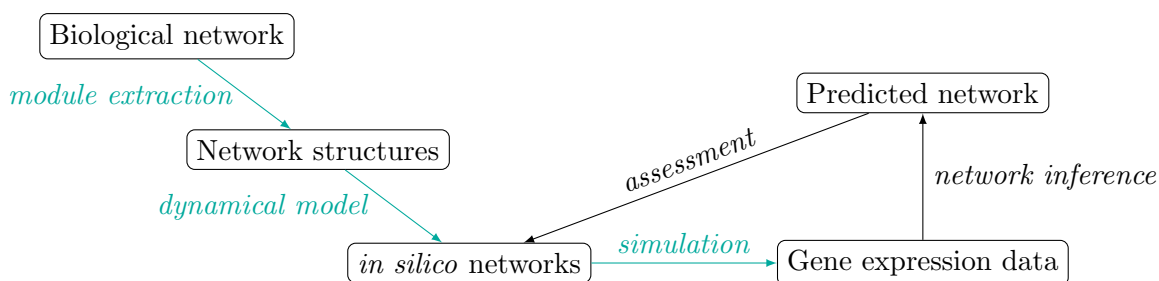 Biological network
module extraction
Predicted network
Network structures
assessment
network inference
dynamical model
in silico networks
simulation
Gene expression data